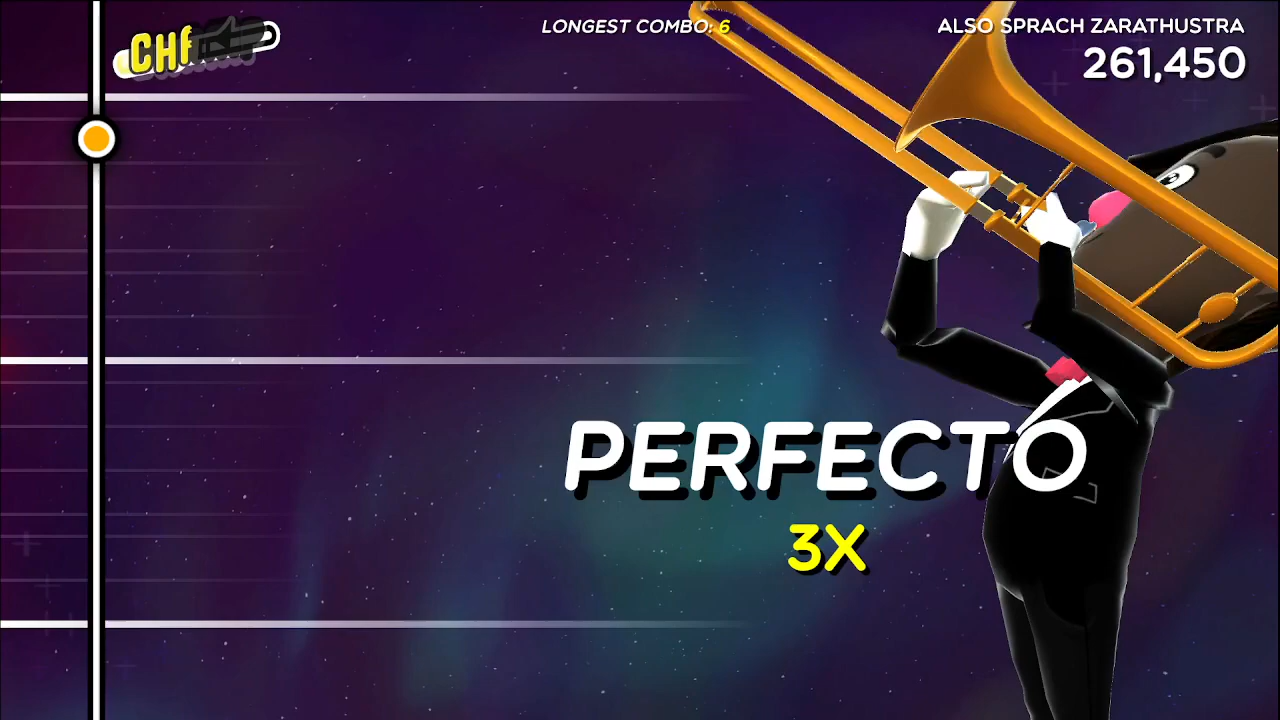 LONGEST COMBO: 6
ALSO SPRACH ZARATHUSTRA
261,450
PERFECTO
3X